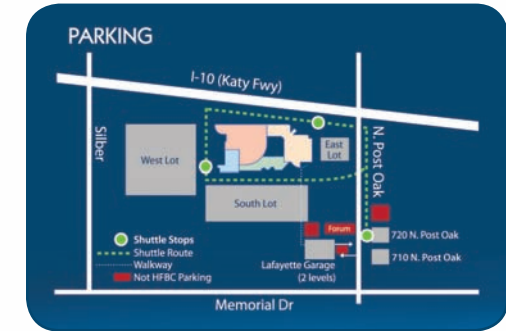 PARKING
I-10 (Katy Fwy)
Silber
N. Post Oak
West Lot
East
Lot
South Lot
Forum
Shuttle Stops
Shuttle Route
Walkway
Not HFBC Parking
720 N. Post Oak
710 N. Post Oak
Lafayette Garage
(2 levels)
Memorial Dr